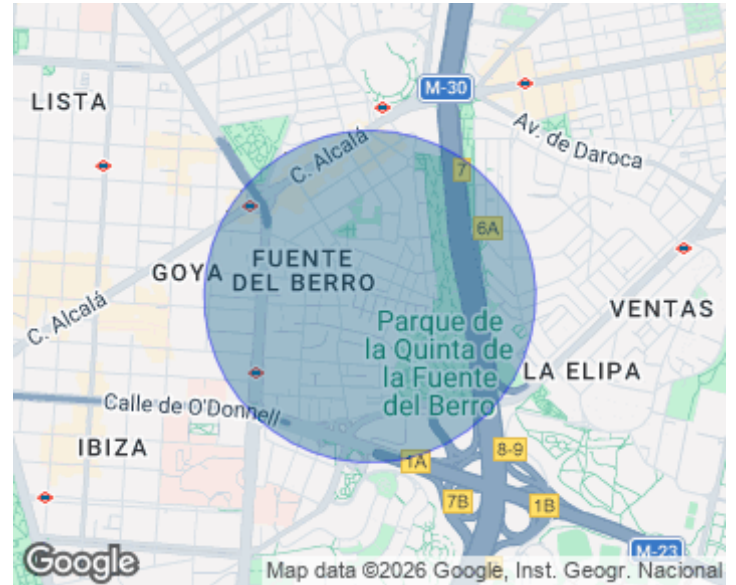 M-30
LISTA
Av. de Daroca
C. Alcalá
7
6A
FUENTE
DEL BERRO
GOYA
C. Alcalá
VENTAS
Parque de
la Quinta de
la Fuente
del Berro
LA ELIPA
Calle de O'Donnell
IBIZA
1A
8-9
7B
1B
M-23
Google
Map data ©2026 Google, Inst. Geogr. Nacional